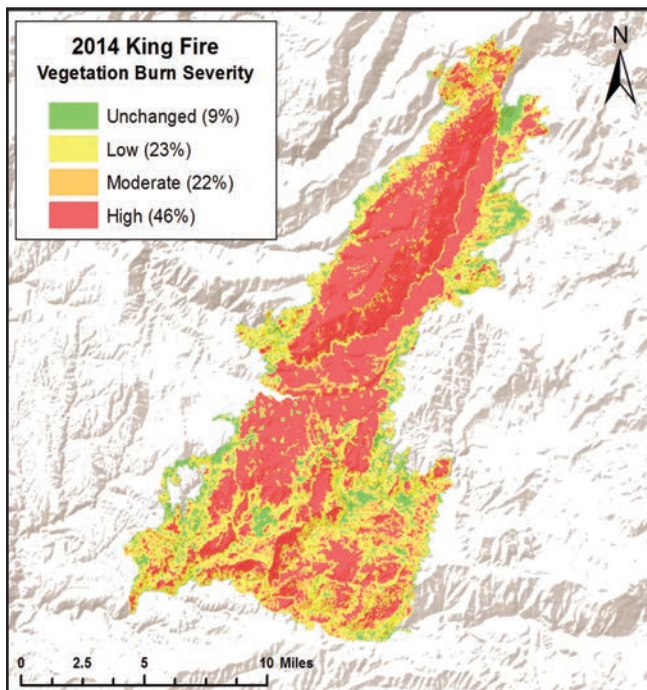 2014 King Fire
Vegetation Burn Severity
Unchanged (9%)
Low (23%)
Moderate (22%)
High (46%)
N
0 2.5 5 10 Miles